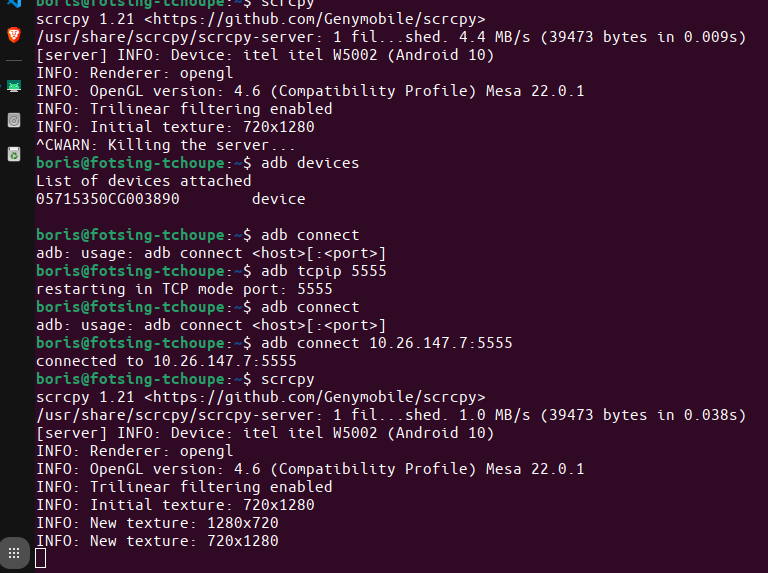 boris@fotsing-tchoupe:~$ scrcpy
scrcpy 1.21 <https://github.com/Genymobile/scrcpy>
/usr/share/scrcpy/scrcpy-server: 1 fil...shed. 4.4 MB/s (39473 bytes in 0.009s)
[server] INFO: Device: itel itel W5002 (Android 10)
INFO: Renderer: opengl
INFO: OpenGL version: 4.6 (Compatibility Profile) Mesa 22.0.1
INFO: Trilinear filtering enabled
INFO: Initial texture: 720x1280
^CWARN: Killing the server...
boris@fotsing-tchoupe:~$ adb devices
List of devices attached
05715350CG003890        device
boris@fotsing-tchoupe:~$ adb connect
adb: usage: adb connect <host>[:<port>]
boris@fotsing-tchoupe:~$ adb tcpip 5555
restarting in TCP mode port: 5555
boris@fotsing-tchoupe:~$ adb connect
adb: usage: adb connect <host>[:<port>]
boris@fotsing-tchoupe:~$ adb connect 10.26.147.7:5555
connected to 10.26.147.7:5555
boris@fotsing-tchoupe:~$ scrcpy
scrcpy 1.21 <https://github.com/Genymobile/scrcpy>
/usr/share/scrcpy/scrcpy-server: 1 fil...shed. 1.0 MB/s (39473 bytes in 0.038s)
[server] INFO: Device: itel itel W5002 (Android 10)
INFO: Renderer: opengl
INFO: OpenGL version: 4.6 (Compatibility Profile) Mesa 22.0.1
INFO: Trilinear filtering enabled
INFO: Initial texture: 720x1280
INFO: New texture: 1280x720
INFO: New texture: 720x1280